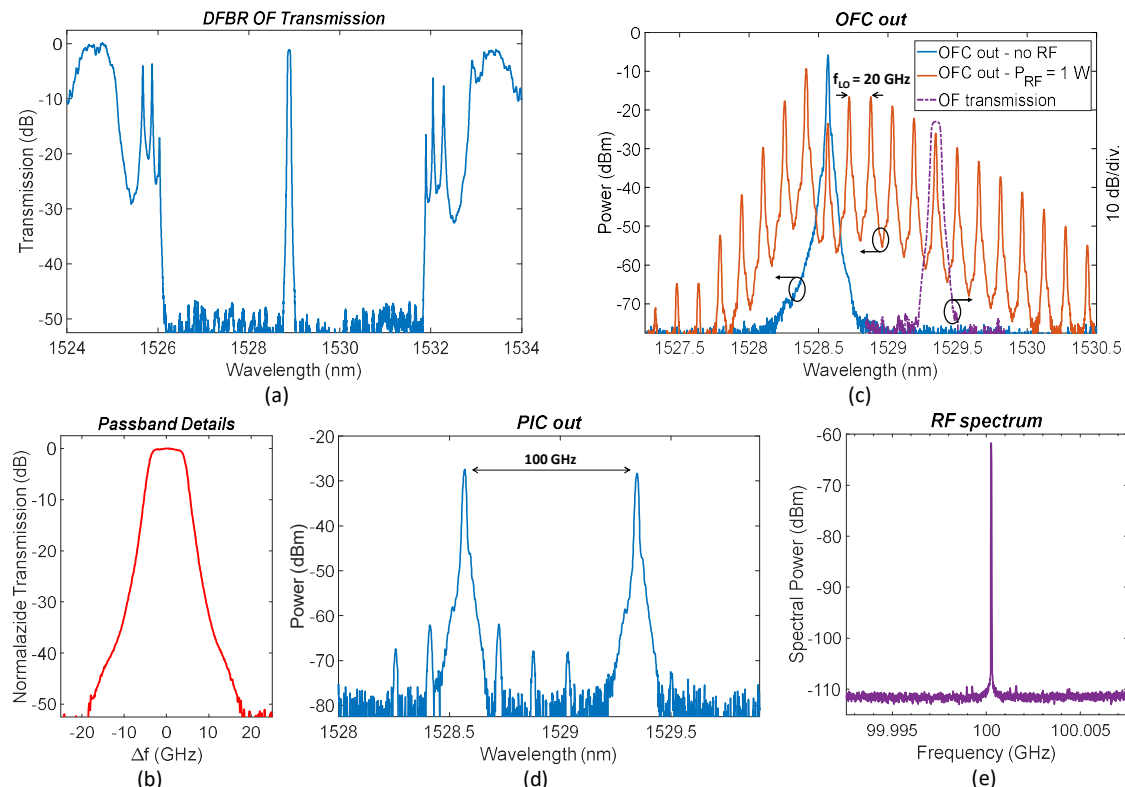 DFBR OF Transmission
Transmission (dB)
0
-10
-20
-30
-40
-50
1524
1526
1528
1530
1532
1534
Wavelength (nm)
(a)
OFC out
Power (dBm)
0
-10
-20
-30
-40
-50
-60
-70
f_LO = 20 GHz
OFC out - no RF
OFC out - P_RF = 1 W
OF transmission
10 dB/div.
1527.5
1528
1528.5
1529
1529.5
1530
1530.5
Wavelength (nm)
(c)
Passband Details
Normalazide Transmission (dB)
0
-10
-20
-30
-40
-50
-20
-10
0
10
20
Δf (GHz)
(b)
PIC out
Power (dBm)
-20
-30
-40
-50
-60
-70
-80
100 GHz
1528
1528.5
1529
1529.5
Wavelength (nm)
(d)
RF spectrum
Spectral Power (dBm)
-60
-70
-80
-90
-100
-110
99.995
100
100.005
Frequency (GHz)
(e)